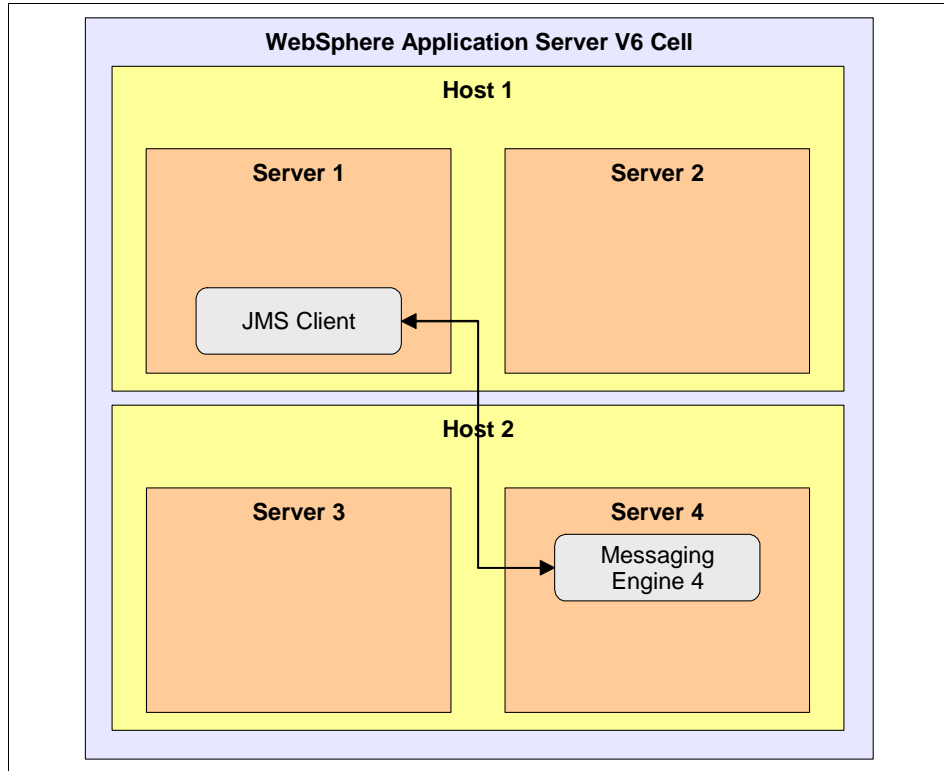 WebSphere Application Server V6 Cell
Host 1
Server 1
Server 2
JMS Client
Host 2
Server 3
Server 4
Messaging
Engine 4